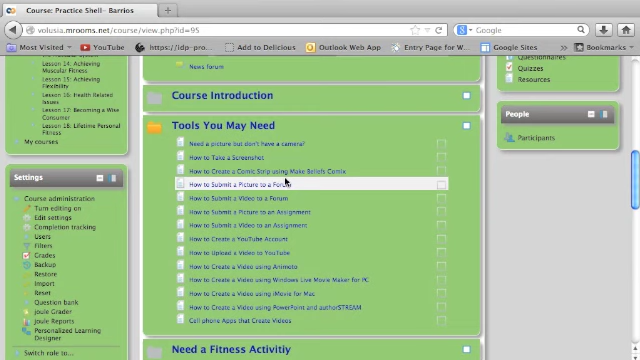 Course: Practice Shell– Barrios
volusia.mrooms.net/course/view.php?id=95
Google
Most Visited
YouTube
https://idp-pro...
Add to Delicious
Outlook Web App
Entry Page for W...
Google Sites
Bookmarks
Lesson 14: Achieving Muscular Fitness
Lesson 15: Achieving Flexibility
Lesson 16: Health Related Issues
Lesson 17: Becoming a Wise Consumer
Lesson 18: Lifetime Personal Fitness
My courses
Settings
Course administration
Turn editing on
Edit settings
Completion tracking
Users
Filters
Grades
Backup
Restore
Import
Reset
Question bank
joule Grader
joule Reports
Personalized Learning Designer
Switch role to...
News forum
Course Introduction
Tools You May Need
Need a picture but don't have a camera?
How to Take a Screenshot
How to Create a Comic Strip using Make Beliefs Comix
How to Submit a Picture to a Forum
How to Submit a Video to a Forum
How to Submit a Picture to an Assignment
How to Submit a Video to an Assignment
How to Create a YouTube Account
How to Upload a Video to YouTube
How to Create a Video using Animoto
How to Create a Video using Windows Live Movie Maker for PC
How to Create a Video using iMovie for Mac
How to Create a Video using PowerPoint and authorSTREAM
Cell phone Apps that Create Videos
Need a Fitness Activitiy
Questionnaires
Quizzes
Resources
People
Participants